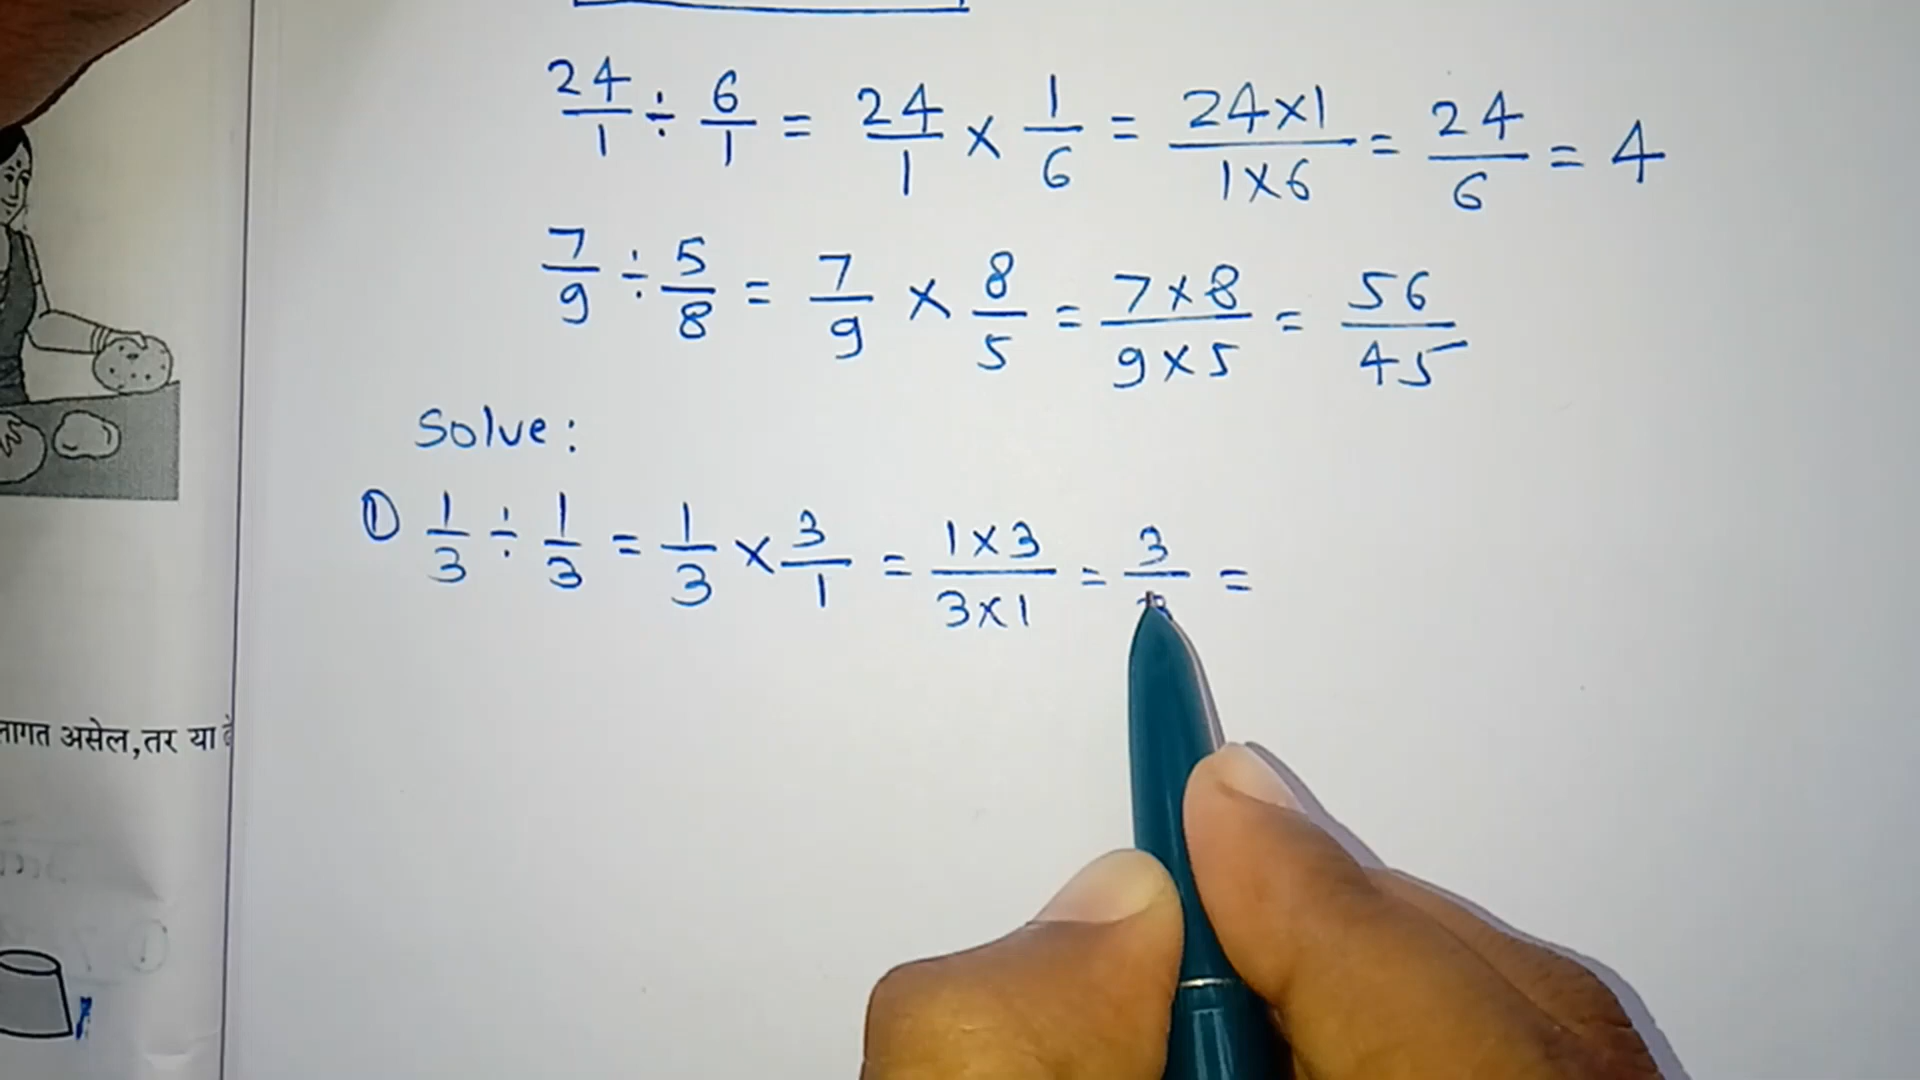 24/1 ÷ 6/1 = 24/1 × 1/6 = 24×1/1×6 = 24/6 = 4
7/9 ÷ 5/8 = 7/9 × 8/5 = 7×8/9×5 = 56/45
Solve:
① 1/3 ÷ 1/3 = 1/3 × 3/1 = 1×3/3×1 = 3/3 =
असेल, तर या